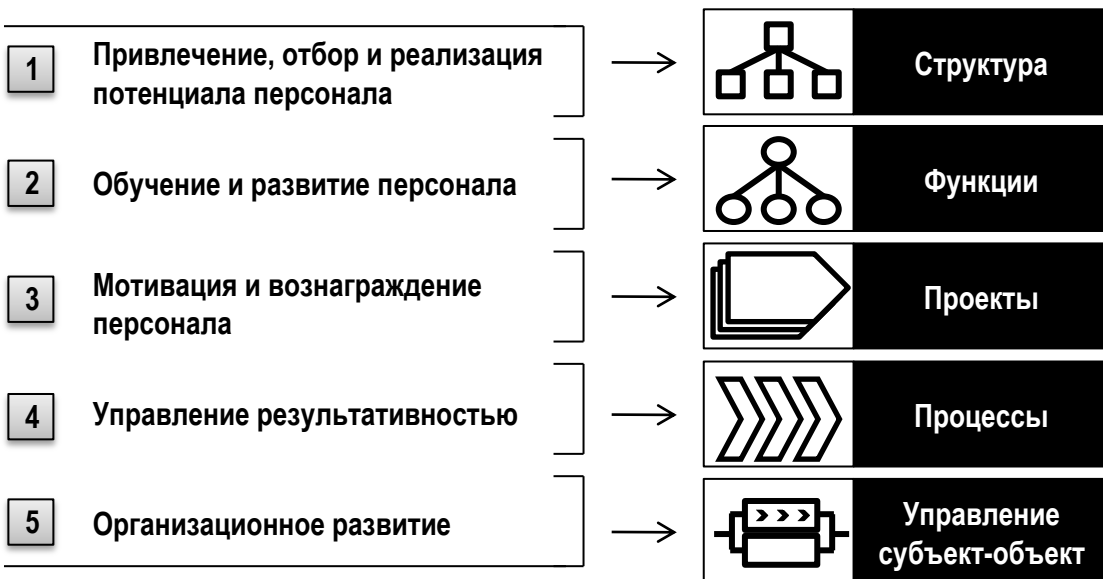 1
Привлечение, отбор и реализация
потенциала персонала
Структура
2
Обучение и развитие персонала
Функции
3
Мотивация и вознаграждение
персонала
Проекты
4
Управление результативностью
Процессы
5
Организационное развитие
Управление
субъект-объект